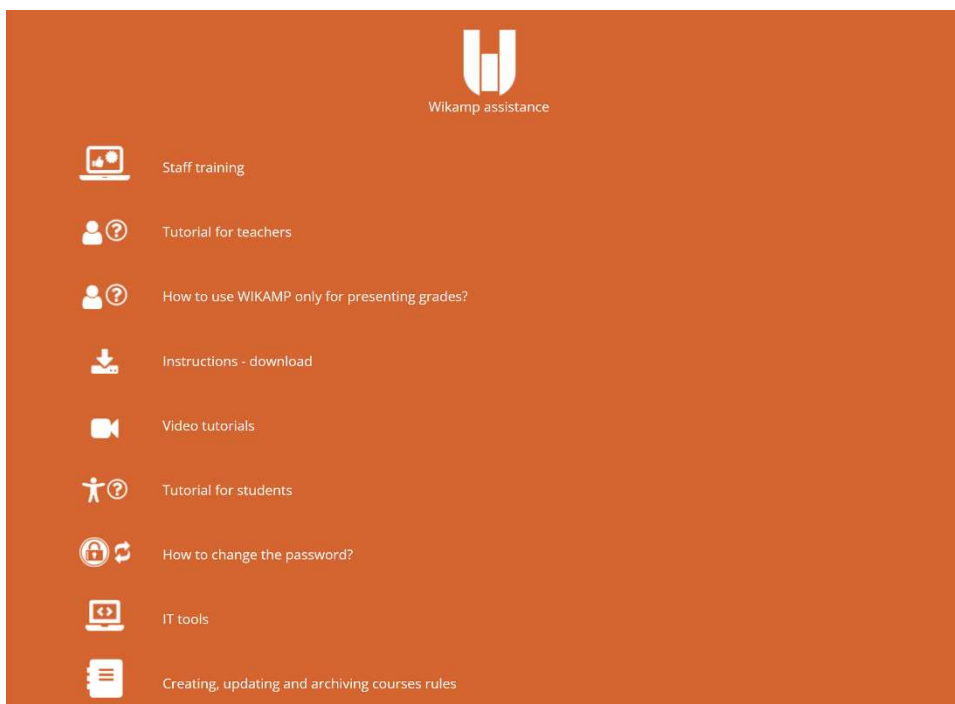 Wikamp assistance
Staff training
Tutorial for teachers
How to use WIKAMP only for presenting grades?
Instructions - download
Video tutorials
Tutorial for students
How to change the password?
IT tools
Creating, updating and archiving courses rules